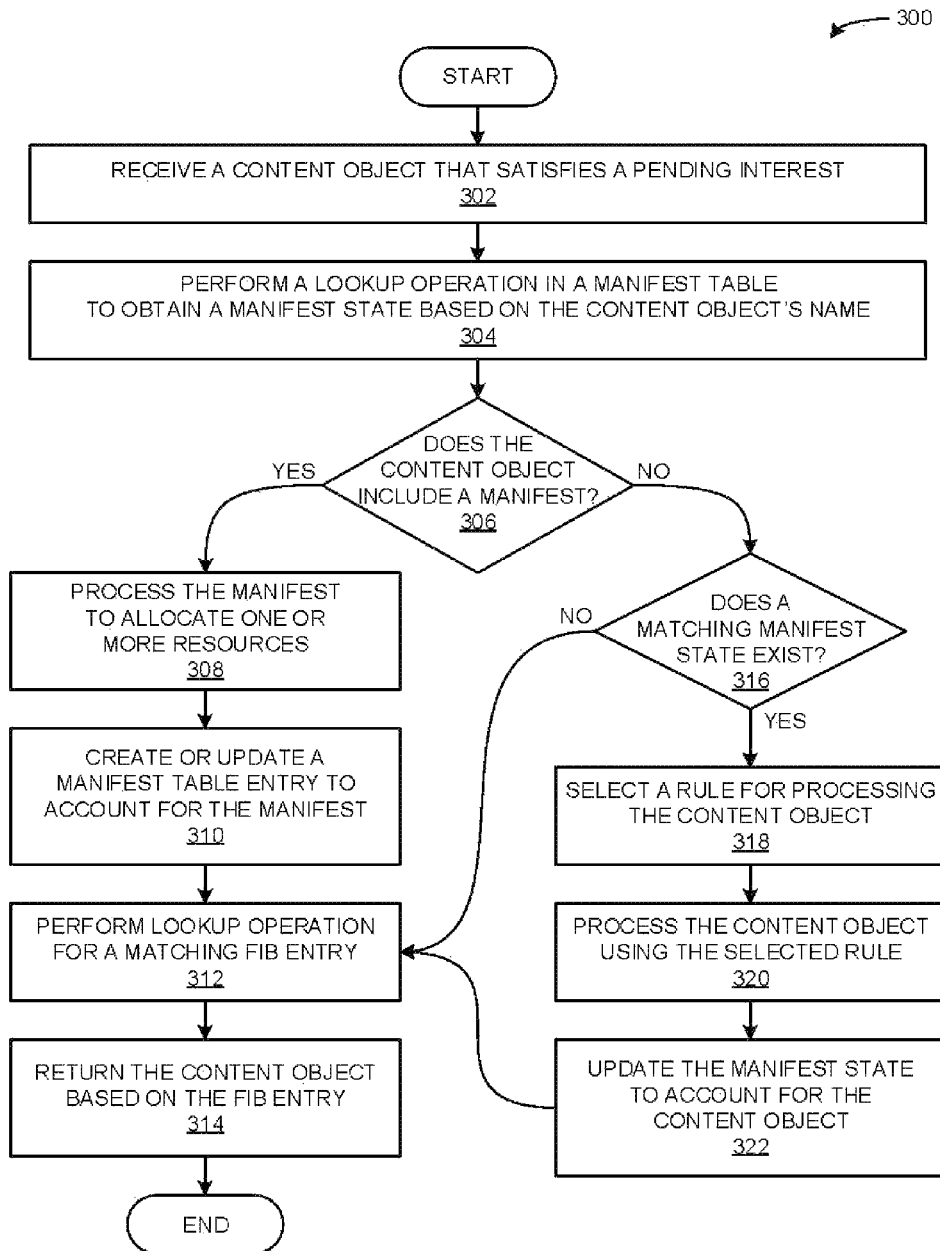 300
START
RECEIVE A CONTENT OBJECT THAT SATISFIES A PENDING INTEREST
302
PERFORM A LOOKUP OPERATION IN A MANIFEST TABLE
TO OBTAIN A MANIFEST STATE BASED ON THE CONTENT OBJECT'S NAME
304
DOES THE
CONTENT OBJECT
INCLUDE A MANIFEST?
306
YES
NO
PROCESS THE MANIFEST
TO ALLOCATE ONE OR
MORE RESOURCES
308
CREATE OR UPDATE A
MANIFEST TABLE ENTRY TO
ACCOUNT FOR THE MANIFEST
310
PERFORM LOOKUP OPERATION
FOR A MATCHING FIB ENTRY
312
RETURN THE CONTENT OBJECT
BASED ON THE FIB ENTRY
314
END
DOES A
MATCHING MANIFEST
STATE EXIST?
316
NO
YES
SELECT A RULE FOR PROCESSING
THE CONTENT OBJECT
318
PROCESS THE CONTENT OBJECT
USING THE SELECTED RULE
320
UPDATE THE MANIFEST STATE
TO ACCOUNT FOR THE
CONTENT OBJECT
322